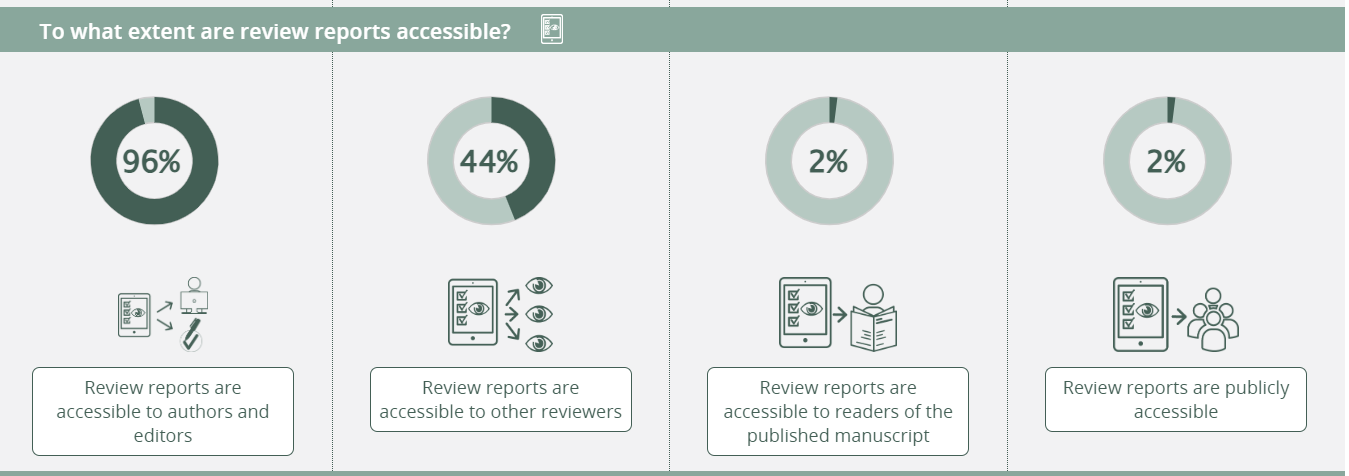 To what extent are review reports accessible?
96%
44%
2%
2%
Review reports are
accessible to authors and
editors
Review reports are
accessible to other reviewers
Review reports are
accessible to readers of the
published manuscript
Review reports are publicly
accessible